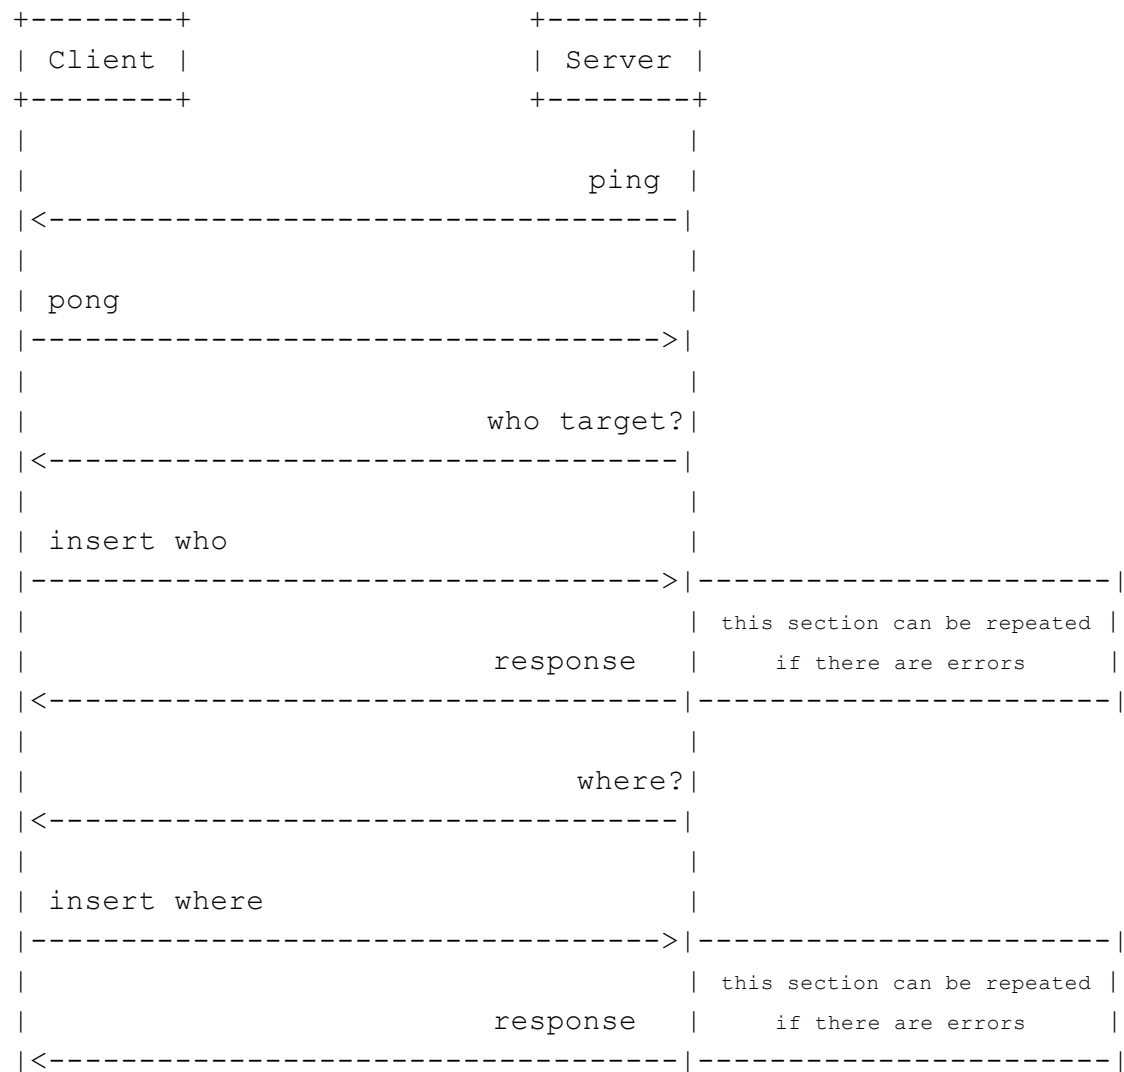 +--------+ +--------+
| Client | | Server |
+--------+ +--------+
| |
| ping |
|<-----------------------------------|
| |
| pong |
|----------------------------------->|
| |
| who target?|
|<-----------------------------------|
| |
| insert who |
|----------------------------------->|-----------------------|
| | this section can be repeated |
| response | if there are errors |
|<-----------------------------------|-----------------------|
| |
| where?|
|<-----------------------------------|
| |
| insert where |
|----------------------------------->|-----------------------|
| | this section can be repeated |
| response | if there are errors |
|<-----------------------------------|-----------------------|